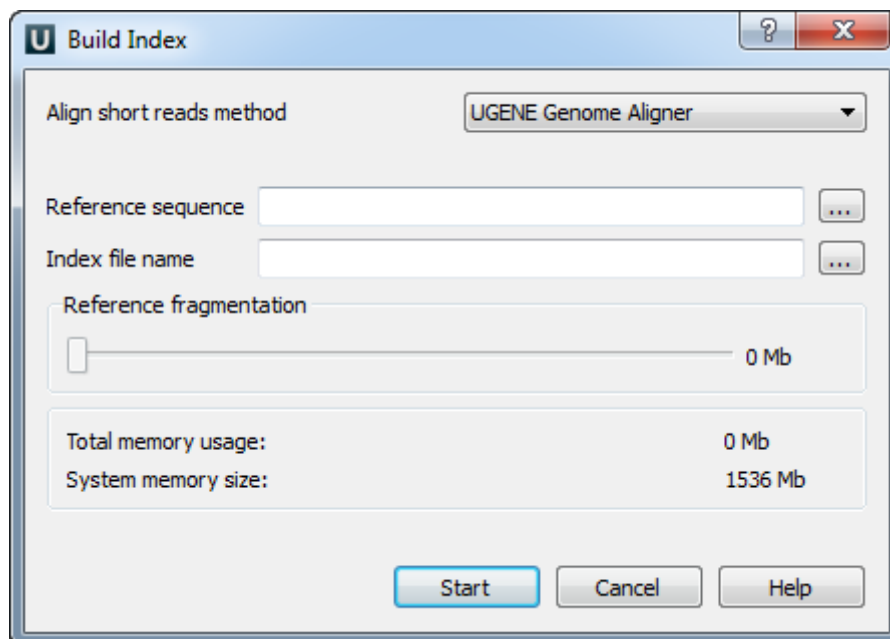 U Build Index
Align short reads method UGENE Genome Aligner
Reference sequence ...
Index file name ...
Reference fragmentation
0 Mb
Total memory usage: 0 Mb
System memory size: 1536 Mb
Start Cancel Help